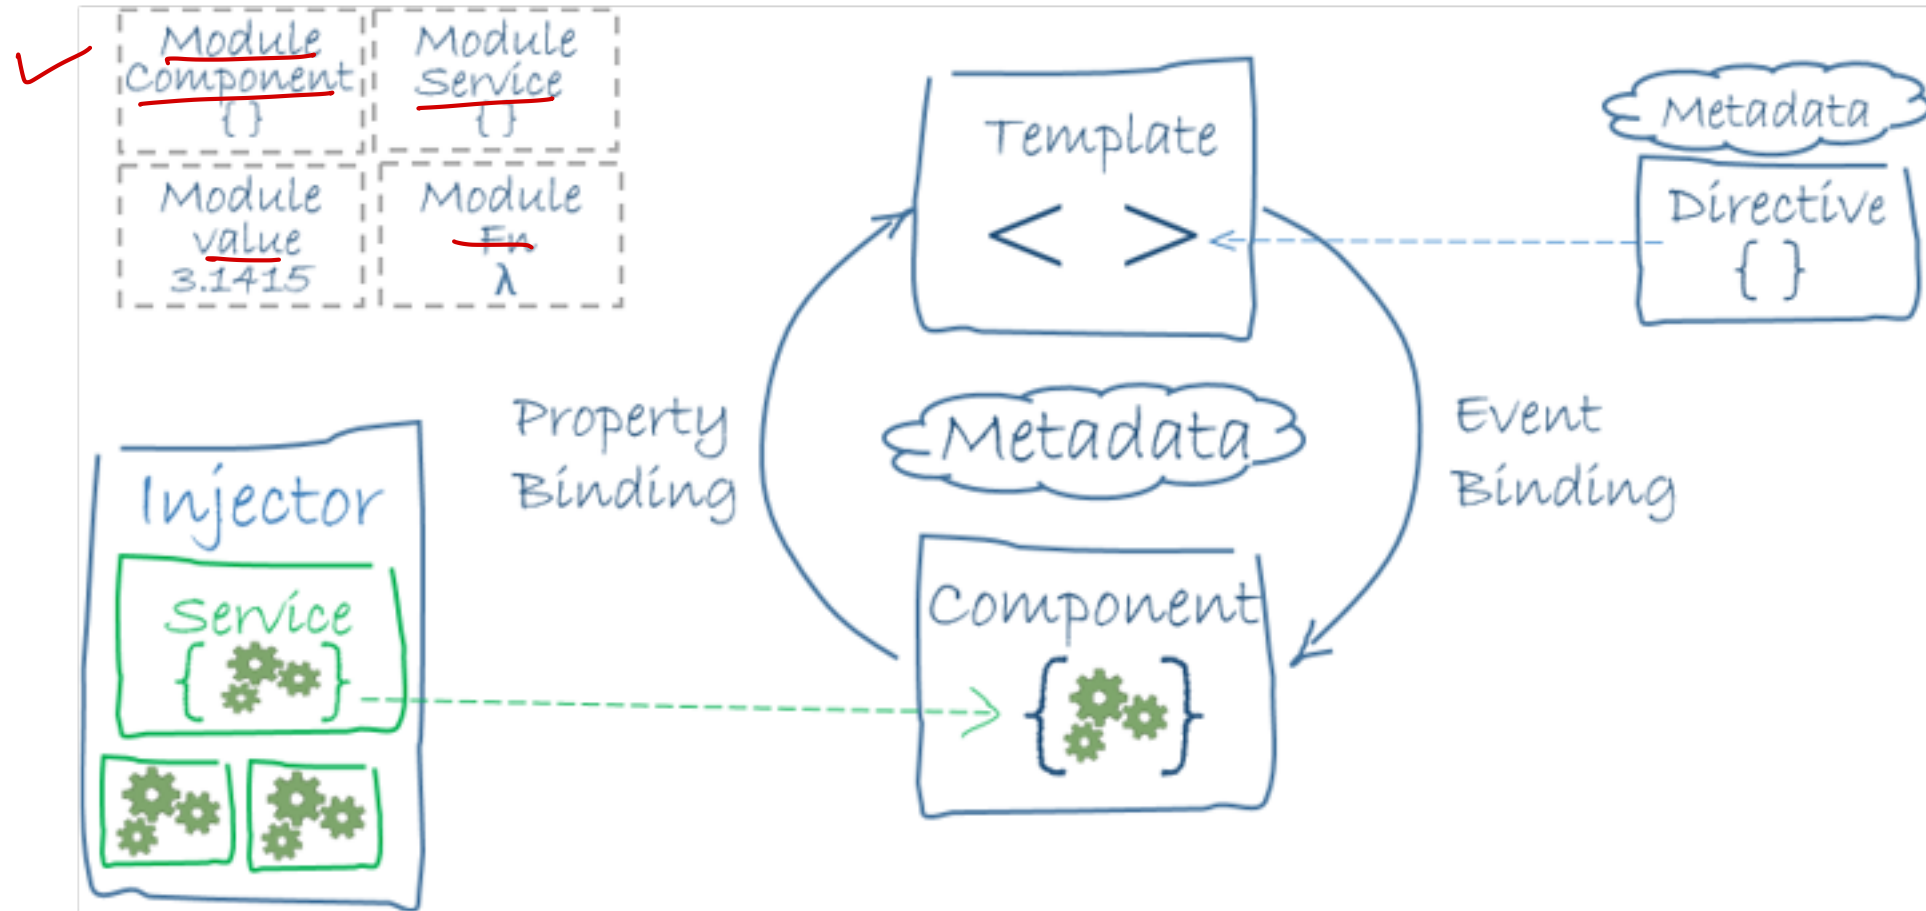 Module
Component
{ }
Module
Service
{ }
Module
value
3.1415
Module
Fn
λ
Template
< >
Metadata
Directive
{ }
Property
Binding
Metadata
Event
Binding
Injector
Service
{ }
Component
{ }